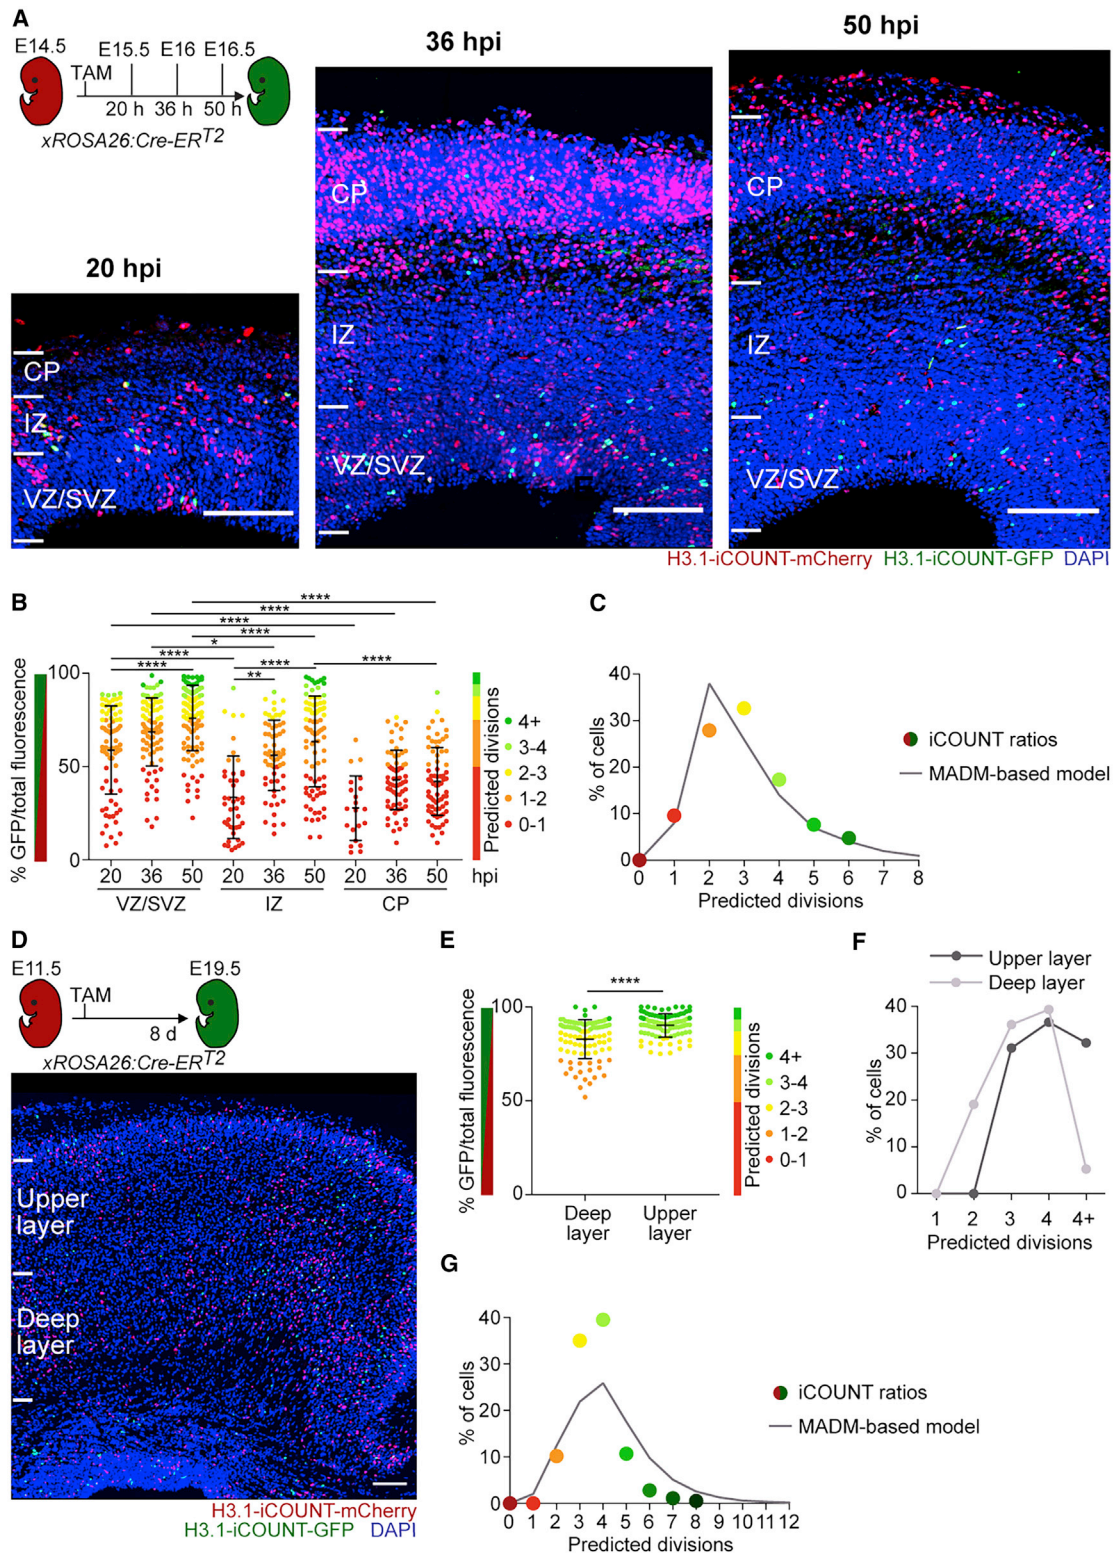 A
E14.5
E15.5 E16 E16.5
TAM
20 h 36 h 50 h
xROSA26:Cre-ERT2
20 hpi
CP
IZ
VZ/SVZ
36 hpi
CP
IZ
VZ/SVZ
50 hpi
CP
IZ
VZ/SVZ
H3.1-iCOUNT-mCherry H3.1-iCOUNT-GFP DAPI
B
% GFP/total fluorescence
100
50
0
****
****
****
****
*
****
****
****
**
****
20 36 50 20 36 50 20 36 50 hpi
VZ/SVZ IZ CP
Predicted divisions
4+
3-4
2-3
1-2
0-1
C
% of cells
40
30
20
10
0
0 1 2 3 4 5 6 7 8
Predicted divisions
iCOUNT ratios
MADM-based model
D
E11.5 E19.5
TAM
8 d
xROSA26:Cre-ERT2
Upper
layer
Deep
layer
H3.1-iCOUNT-mCherry
H3.1-iCOUNT-GFP DAPI
E
% GFP/total fluorescence
100
50
0
****
Deep
layer
Upper
layer
Predicted divisions
4+
3-4
2-3
1-2
0-1
F
Upper layer
Deep layer
% of cells
40
30
20
10
0
1 2 3 4 4+
Predicted divisions
G
% of cells
40
30
20
10
0
0 1 2 3 4 5 6 7 8 9 10 11 12
Predicted divisions
iCOUNT ratios
MADM-based model